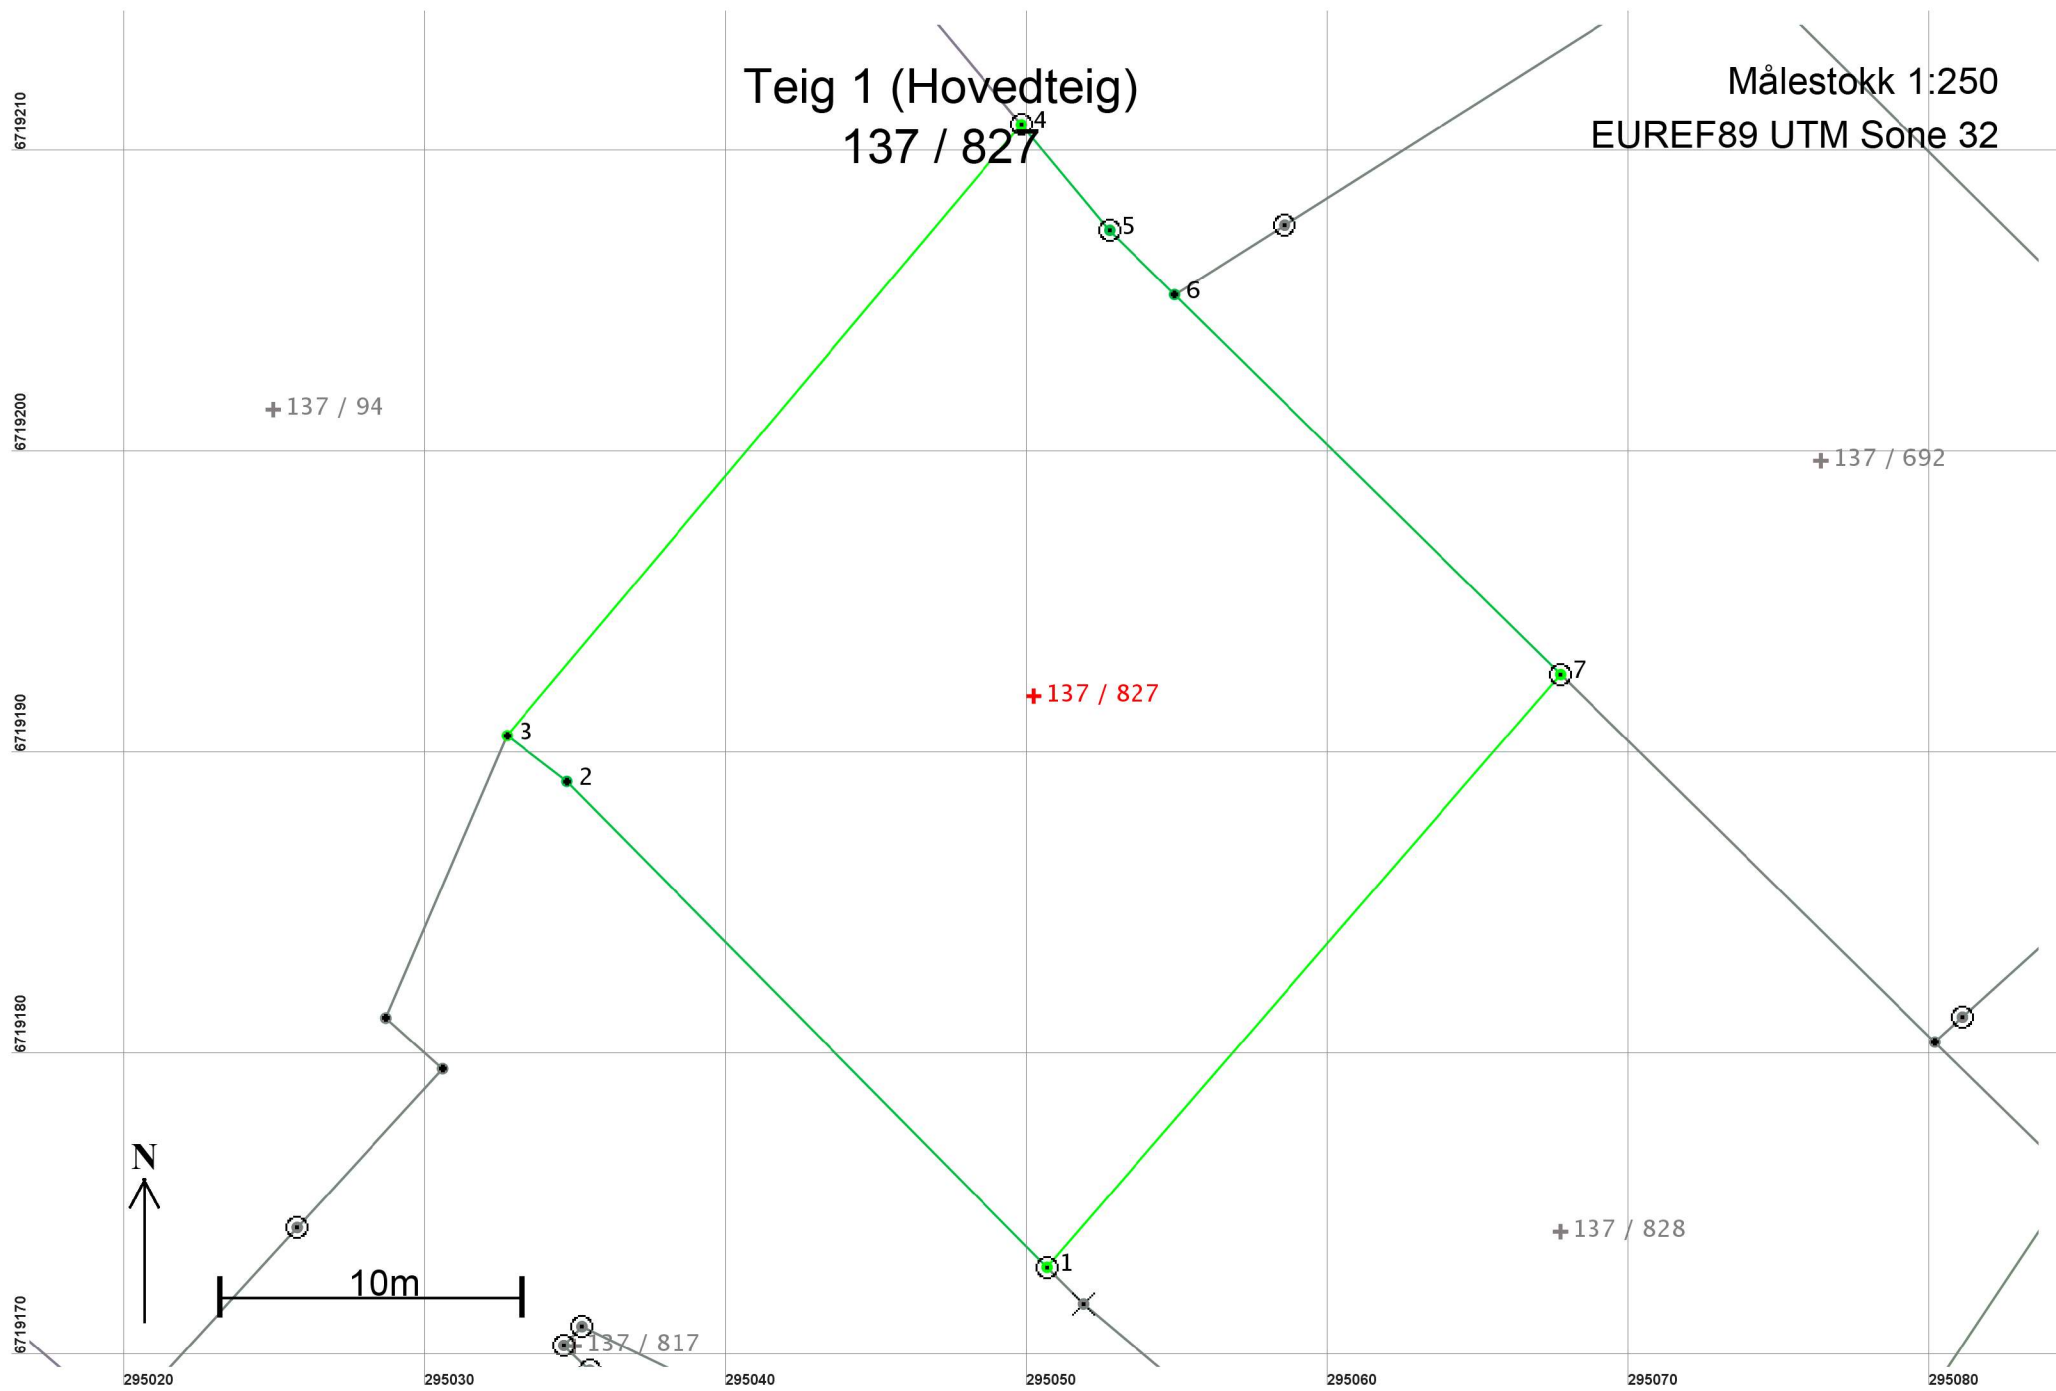 Teig 1 (Hovedteig)
137 / 827
Målestokk 1:250
EUREF89 UTM Sone 32
6719210
4
5
6
6719200
137 / 94
137 / 692
7
137 / 827
6719190
3
2
6719180
N
137 / 828
1
10m
6719170
137 / 817
295020
295030
295040
295050
295060
295070
295080